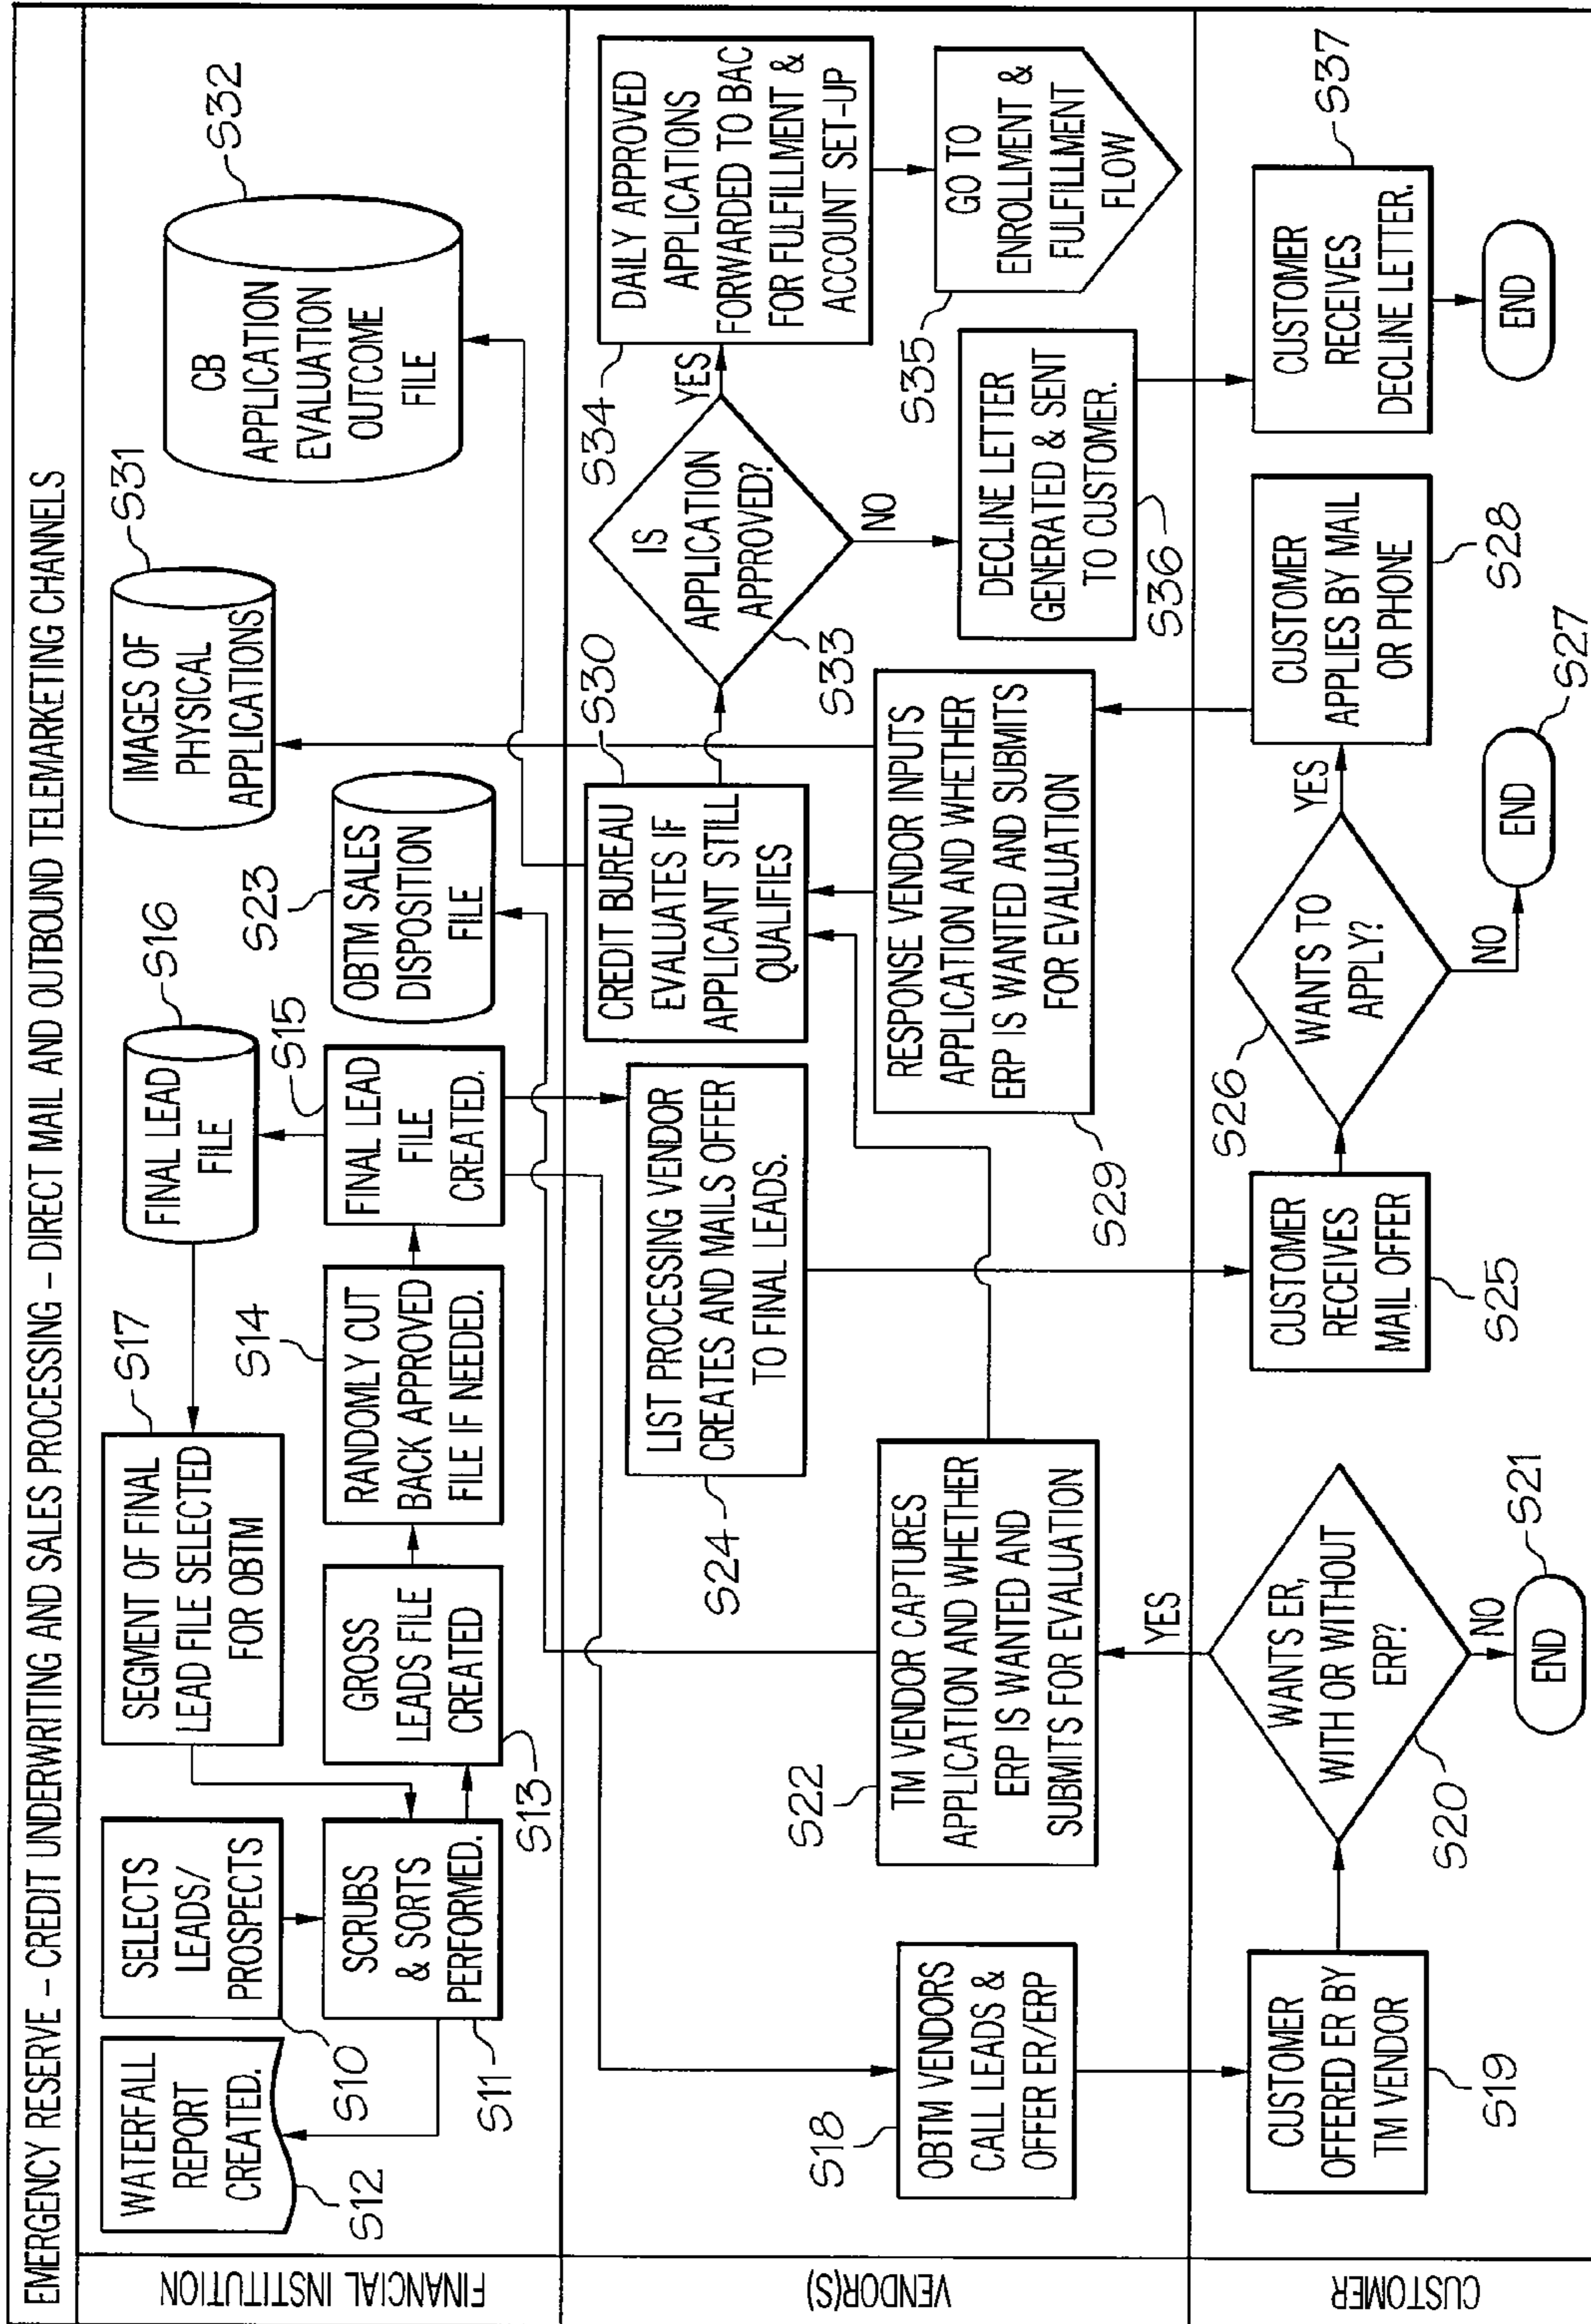 EMERGENCY RESERVE – CREDIT UNDERWRITING AND SALES PROCESSING – DIRECT MAIL AND OUTBOUND TELEMARKETING CHANNELS
FINANCIAL INSTITUTION
WATERFALL
REPORT
CREATED.
S12
SELECTS
LEADS/
PROSPECTS
S10
SCRUBS
& SORTS
PERFORMED.
S11
GROSS
LEADS FILE
CREATED
S13
RANDOMLY CUT
BACK APPROVED
FILE IF NEEDED.
S14
FINAL LEAD
FILE
CREATED.
S15
FINAL LEAD
FILE
S16
SEGMENT OF FINAL
LEAD FILE SELECTED
FOR OBTM
S17
OBTM SALES
DISPOSITION
FILE
S23
IMAGES OF
PHYSICAL
APPLICATIONS
S31
CB
APPLICATION
EVALUATION
OUTCOME
FILE
S32
VENDOR(S)
OBTM VENDORS
CALL LEADS &
OFFER ER/ERP
S18
TM VENDOR CAPTURES
APPLICATION AND WHETHER
ERP IS WANTED AND
SUBMITS FOR EVALUATION
S22
LIST PROCESSING VENDOR
CREATES AND MAILS OFFER
TO FINAL LEADS.
S24
RESPONSE VENDOR INPUTS
APPLICATION AND WHETHER
ERP IS WANTED AND SUBMITS
FOR EVALUATION
S29
CREDIT BUREAU
EVALUATES IF
APPLICANT STILL
QUALIFIES
S30
IS
APPLICATION
APPROVED?
S33
YES
NO
DAILY APPROVED
APPLICATIONS
FORWARDED TO BAC
FOR FULFILLMENT &
ACCOUNT SET-UP
S34
GO TO
ENROLLMENT &
FULFILLMENT
FLOW
S35
DECLINE LETTER
GENERATED & SENT
TO CUSTOMER.
S36
CUSTOMER
CUSTOMER
OFFERED ER BY
TM VENDOR
S19
WANTS ER,
WITH OR WITHOUT
ERP?
S20
YES
NO
END
S21
CUSTOMER
RECEIVES
MAIL OFFER
S25
WANTS TO
APPLY?
S26
YES
NO
END
S27
CUSTOMER
APPLIES BY MAIL
OR PHONE
S28
CUSTOMER
RECEIVES
DECLINE LETTER.
S37
END